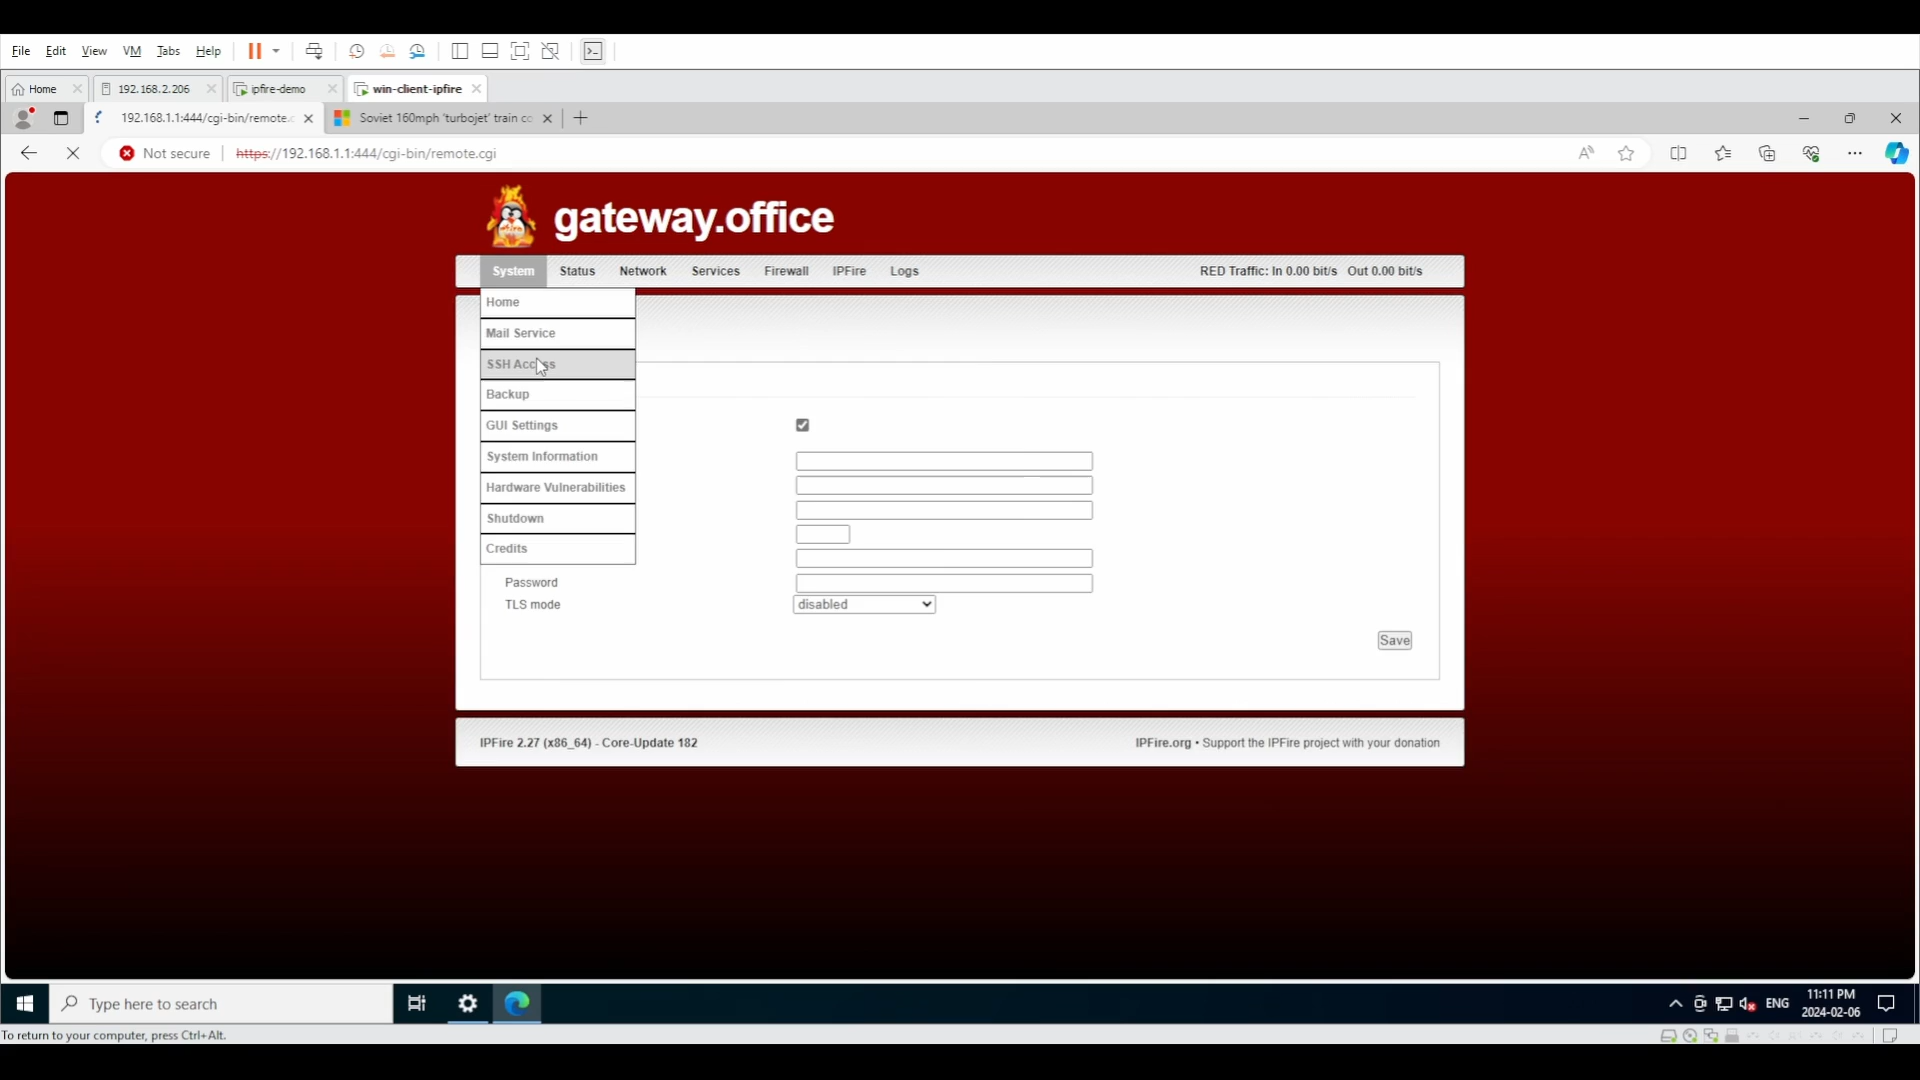 File Edit View VM Tabs Help
Home 192.168.2.206 ipfire-demo win-client-ipfire
192.168.1.1:444/cgi-bin/remote. Soviet 160mph 'turbojet' train co
Not secure https://192.168.1.1:444/cgi-bin/remote.cgi
gateway.office
System Status Network Services Firewall IPFire Logs RED Traffic: In 0.00 bit/s Out 0.00 bit/s
Home
Mail Service
SSH Access
Backup
GUI Settings
System Information
Hardware Vulnerabilities
Shutdown
Credits
Password
TLS mode disabled
Save
IPFire 2.27 (x86_64) - Core-Update 182 IPFire.org • Support the IPFire project with your donation
Type here to search ENG 11:11 PM
2024-02-06
To return to your computer, press Ctrl+Alt.